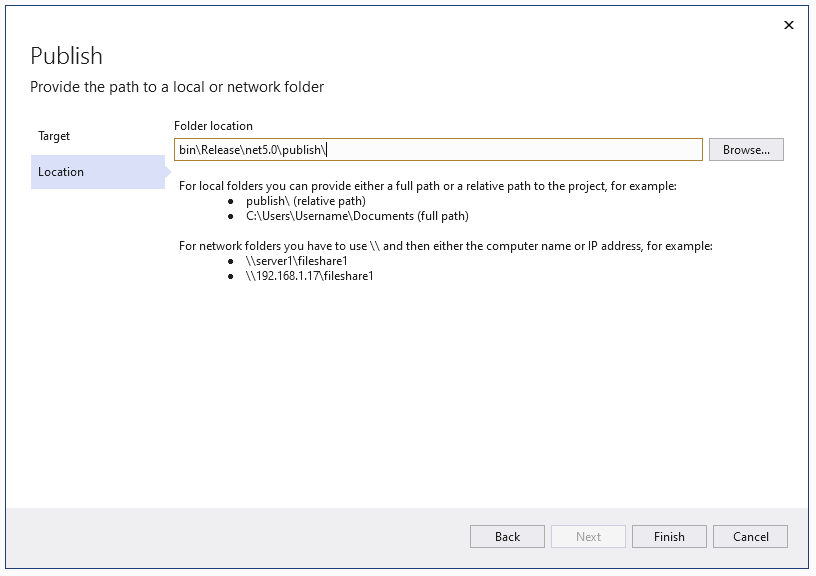 Publish
Provide the path to a local or network folder
Target
Location
Folder location
bin\Release\net5.0\publish\
Browse...
For local folders you can provide either a full path or a relative path to the project, for example:
• publish\ (relative path)
• C:\Users\Username\Documents (full path)
For network folders you have to use \\ and then either the computer name or IP address, for example:
• \\server1\fileshare1
• \\192.168.1.17\fileshare1
Back
Next
Finish
Cancel